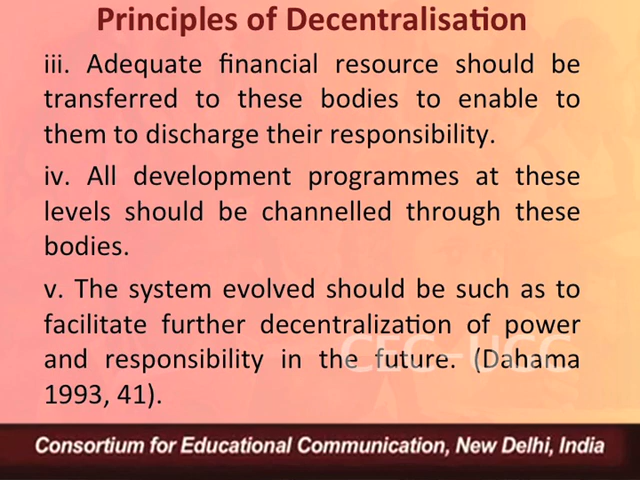 Principles of Decentralisation
iii. Adequate financial resource should be
transferred to these bodies to enable to
them to discharge their responsibility.
iv. All development programmes at these
levels should be channelled through these
bodies.
v. The system evolved should be such as to
facilitate further decentralization of power
and responsibility in the future. (Dahama
1993, 41).
CEC-UGC
Consortium for Educational Communication, New Delhi, India